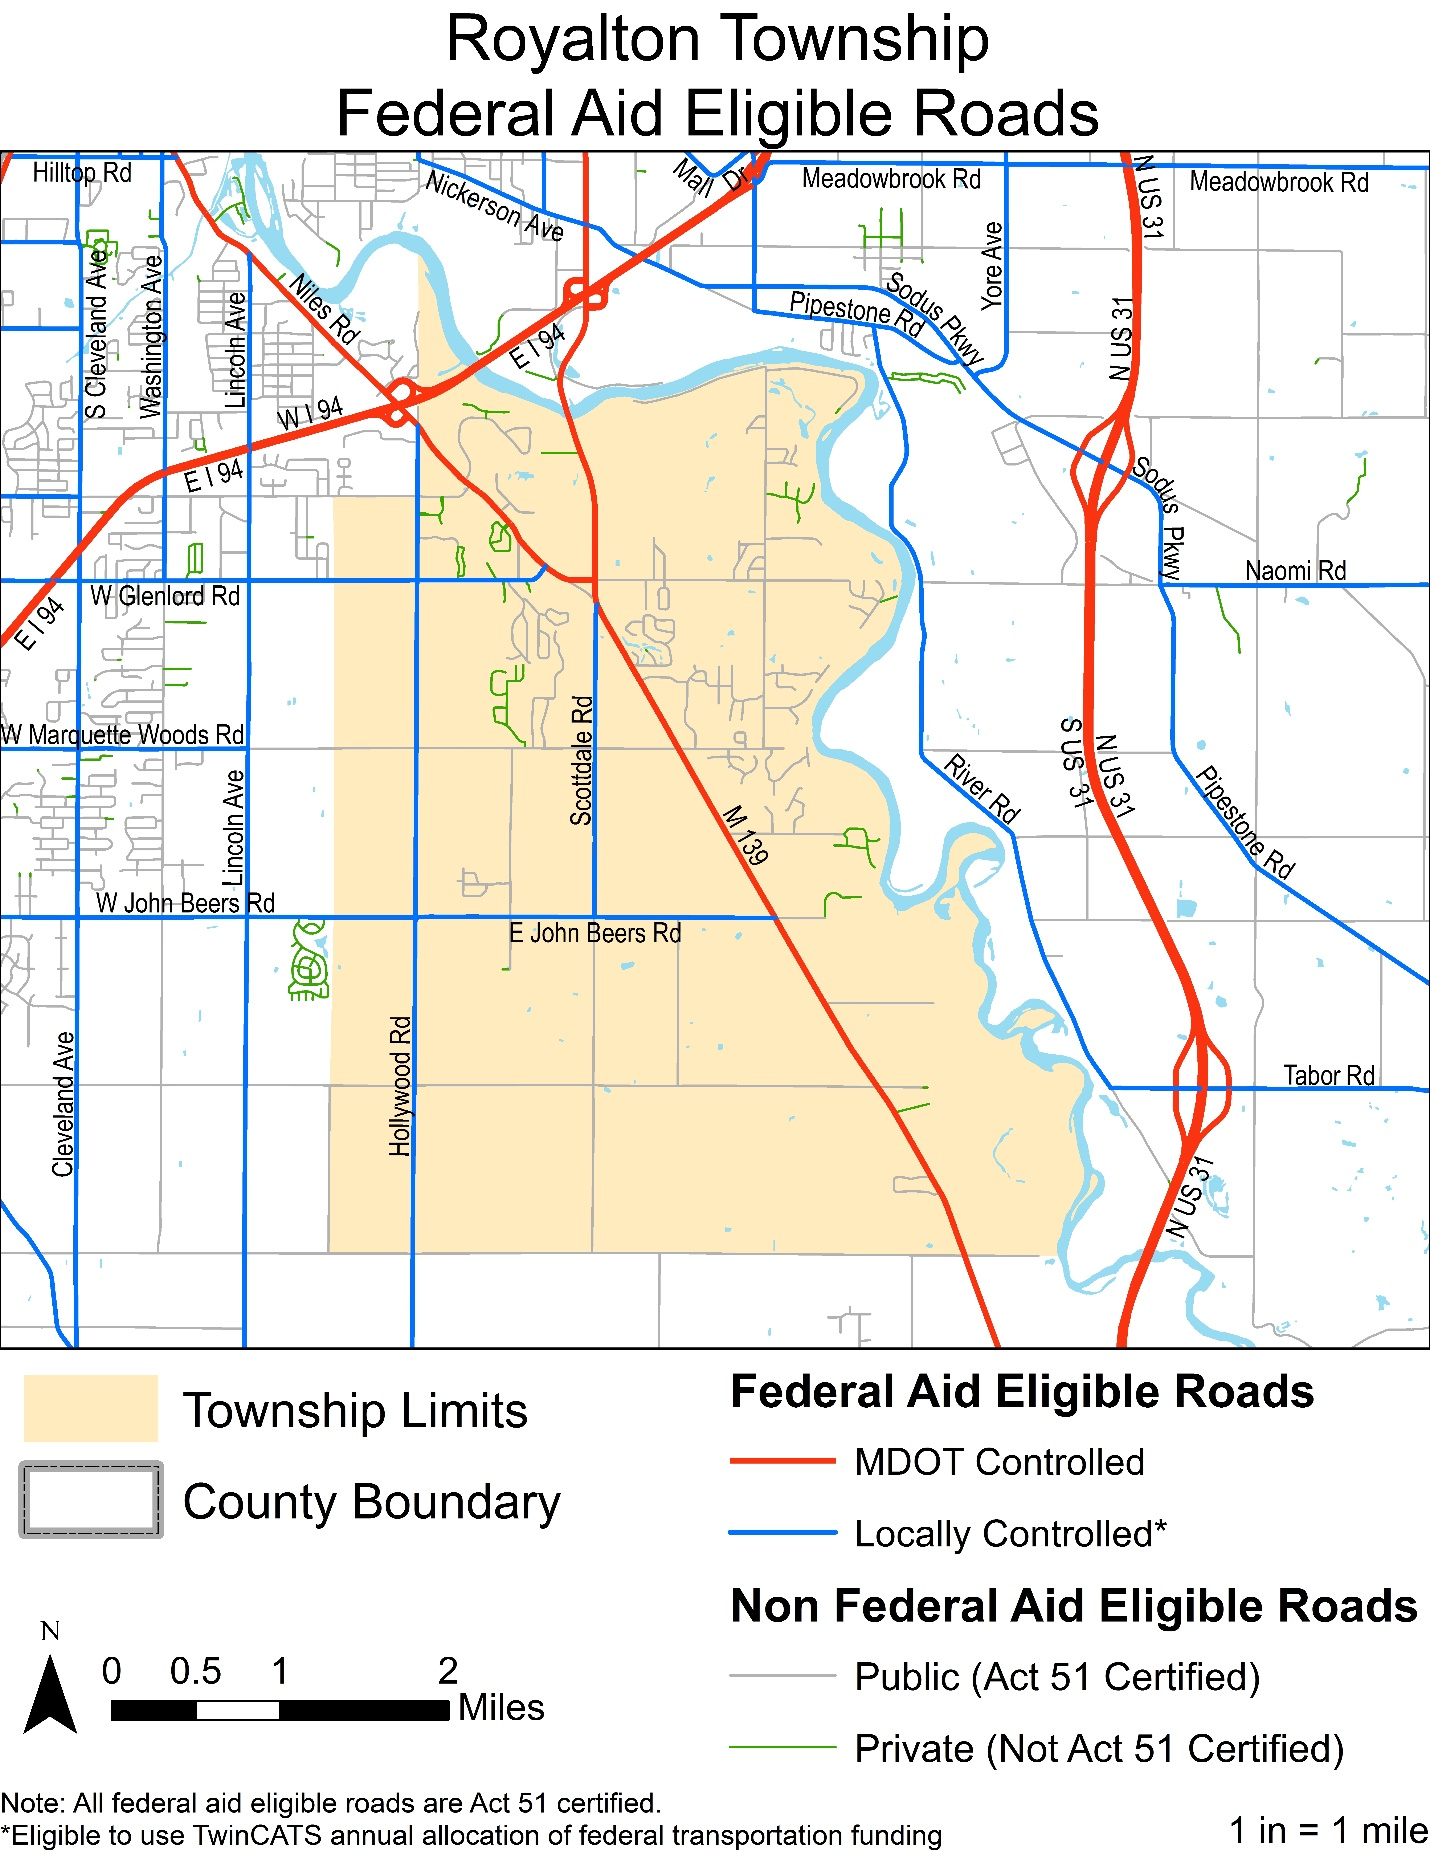 Royalton Township
Federal Aid Eligible Roads
Hilltop Rd
Nickerson Ave
Mall Dr
Meadowbrook Rd
N US 31
Meadowbrook Rd
S Cleveland Ave
Washington Ave
Lincoln Ave
Niles Rd
E I 94
Pipestone Rd
Sodus Pkwy
Yore Ave
N US 31
W I 94
E I 94
Sodus Pkwy
Naomi Rd
E I 94
W Glenlord Rd
W Marquette Woods Rd
Scottdale Rd
M 139
River Rd
S US 31
N US 31
Pipestone Rd
Lincoln Ave
W John Beers Rd
E John Beers Rd
Cleveland Ave
Hollywood Rd
Tabor Rd
N US 31
Township Limits
County Boundary
Federal Aid Eligible Roads
MDOT Controlled
Locally Controlled*
Non Federal Aid Eligible Roads
Public (Act 51 Certified)
Private (Not Act 51 Certified)
N
0 0.5 1 2
Miles
Note: All federal aid eligible roads are Act 51 certified.
*Eligible to use TwinCATS annual allocation of federal transportation funding
1 in = 1 mile